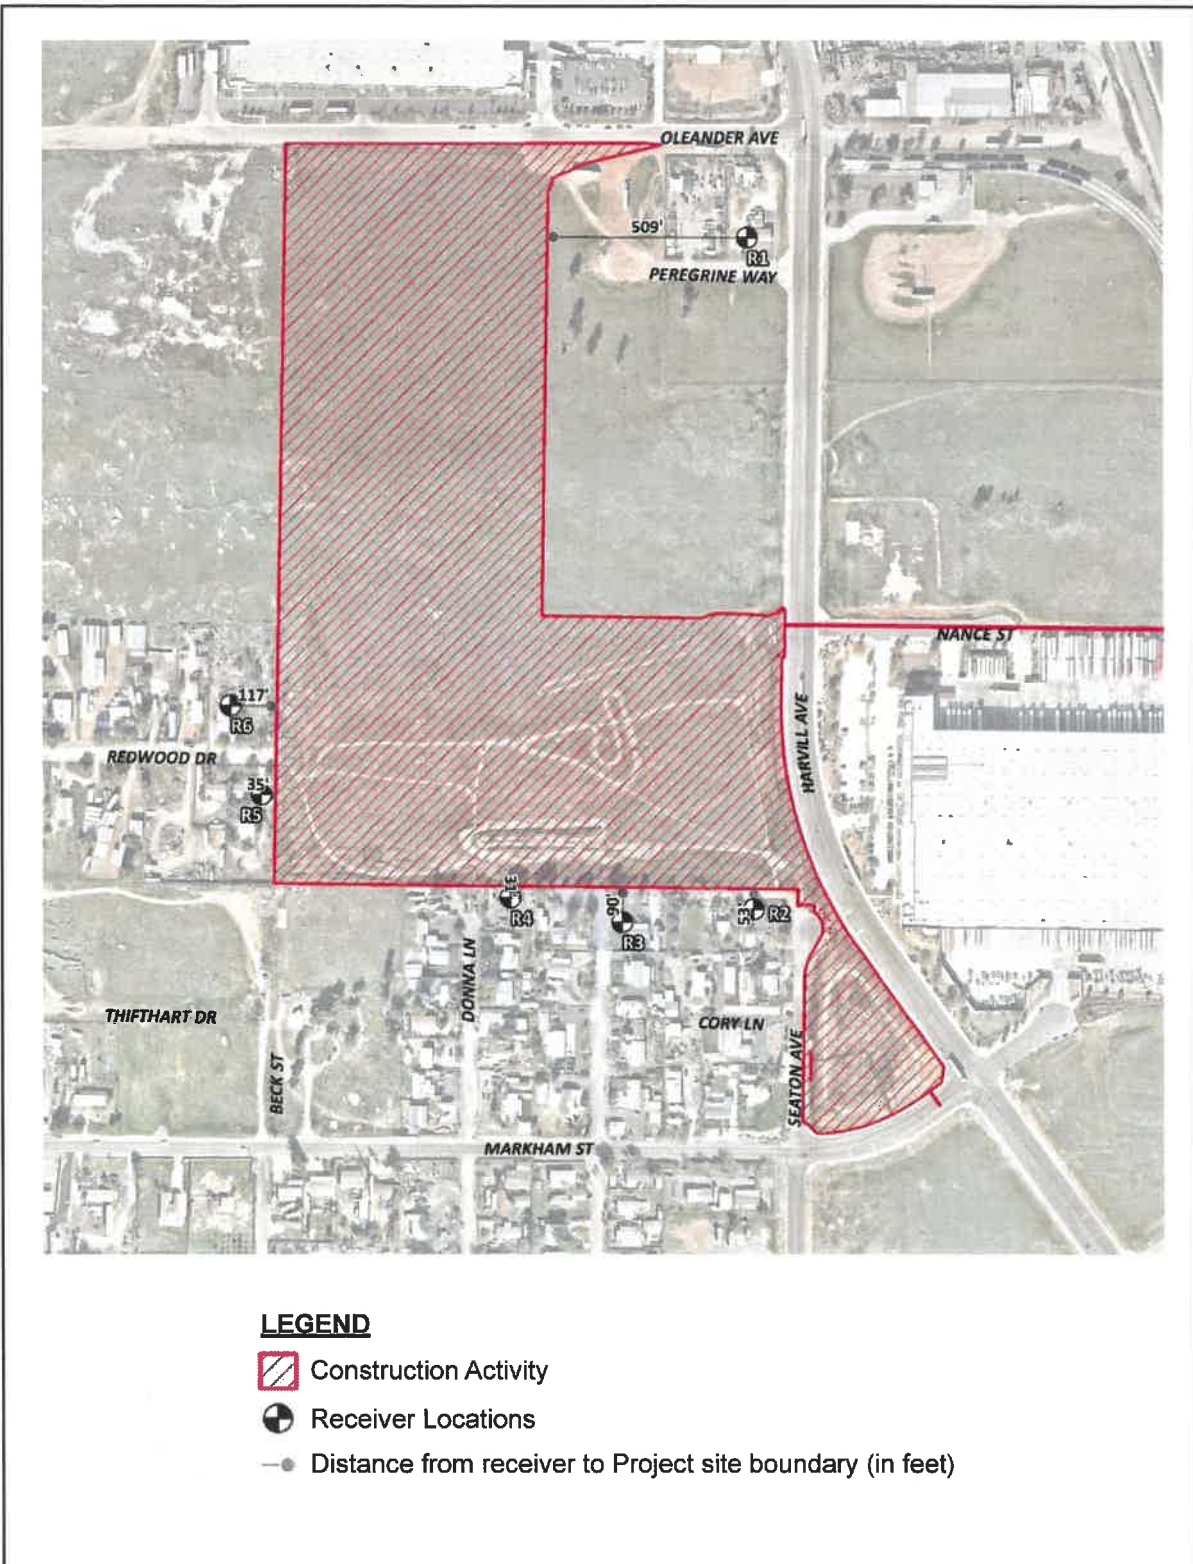 OLEANDER AVE
509'
R1
PEREGRINE WAY
NANCE ST
117'
R6
REDWOOD DR
HARVILL AVE
35'
R5
R4
90'
R3
53'
R2
DONNA LN
THIFTHART DR
CORY LN
SEATON AVE
BECK ST
MARKHAM ST
LEGEND
Construction Activity
Receiver Locations
Distance from receiver to Project site boundary (in feet)